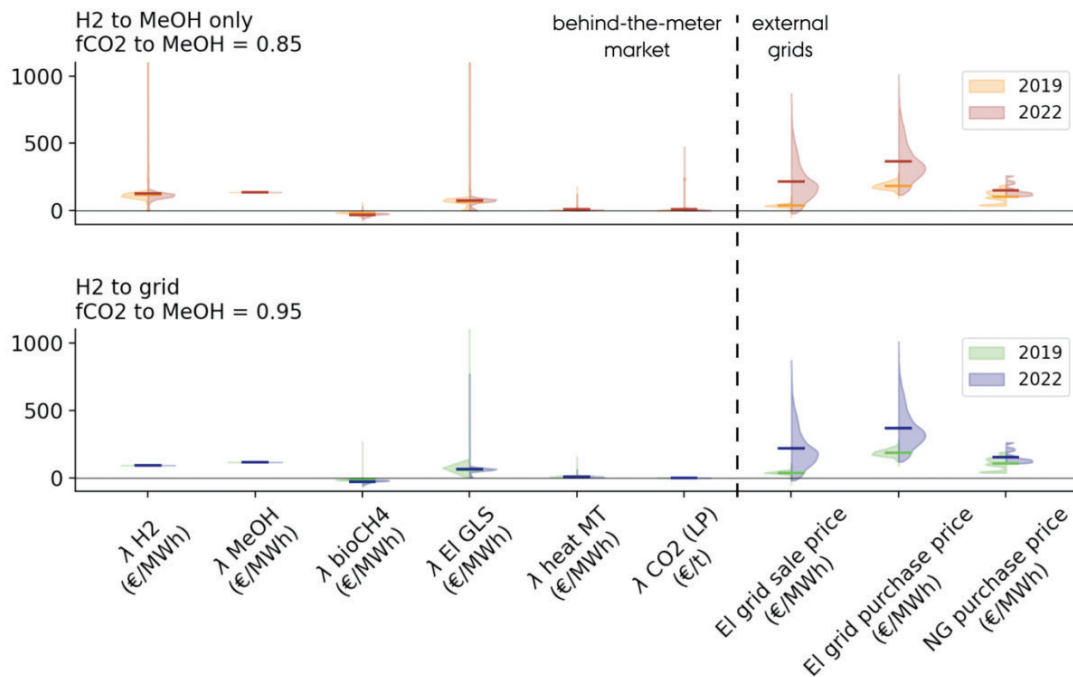 H2 to MeOH only
fCO2 to MeOH = 0.85
behind-the-meter
market
external
grids
1000
500
0
2019
2022
H2 to grid
fCO2 to MeOH = 0.95
1000
500
0
2019
2022
λ H2
(€/MWh)
λ MeOH
(€/MWh)
λ bioCH4
(€/MWh)
λ El GLS
(€/MWh)
λ heat MT
(€/MWh)
λ CO2 (LP)
(€/t)
El grid sale price
(€/MWh)
El grid purchase price
(€/MWh)
NG purchase price
(€/MWh)